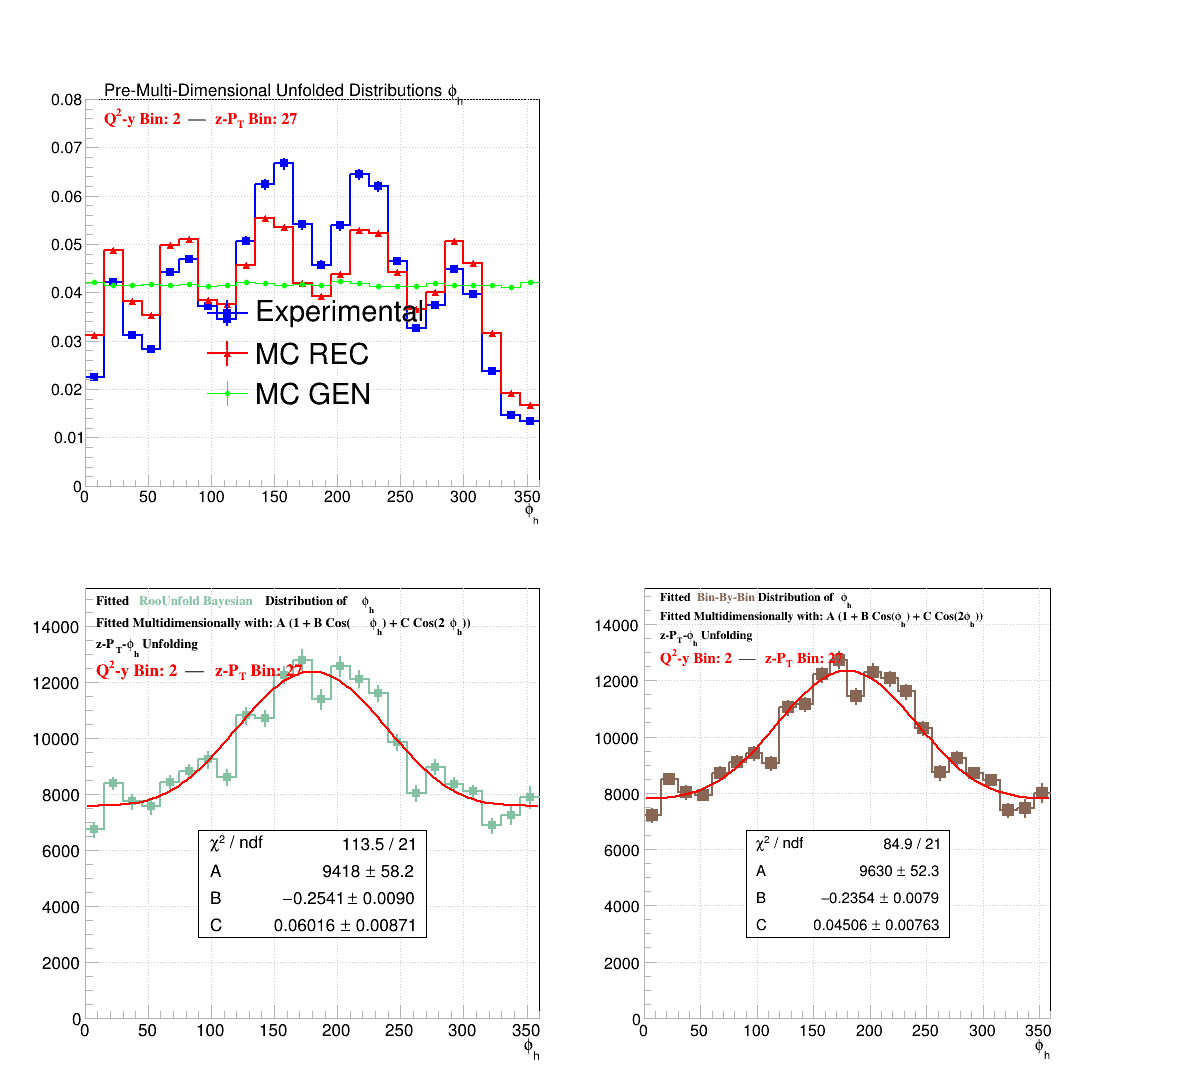 Pre-Multi-Dimensional Unfolded Distributions ϕh
Q²-y Bin: 2 — z-PT Bin: 27
0.08
0.07
0.06
0.05
0.04
0.03
0.02
0.01
0
Experimental
MC REC
MC GEN
0 50 100 150 200 250 300 350
ϕh
Fitted RooUnfold Bayesian Distribution of ϕh
Fitted Multidimensionally with: A (1 + B Cos( ϕh) + C Cos(2 ϕh))
z-PT-ϕh Unfolding
Q²-y Bin: 2 — z-PT Bin: 27
14000
12000
10000
8000
6000
4000
2000
0
χ² / ndf 113.5 / 21
A 9418 ± 58.2
B −0.2541 ± 0.0090
C 0.06016 ± 0.00871
0 50 100 150 200 250 300 350
ϕh
Fitted Bin-By-Bin Distribution of ϕh
Fitted Multidimensionally with: A (1 + B Cos(ϕh) + C Cos(2ϕh))
z-PT-ϕh Unfolding
Q²-y Bin: 2 — z-PT Bin: 27
14000
12000
10000
8000
6000
4000
2000
0
χ² / ndf 84.9 / 21
A 9630 ± 52.3
B −0.2354 ± 0.0079
C 0.04506 ± 0.00763
0 50 100 150 200 250 300 350
ϕh